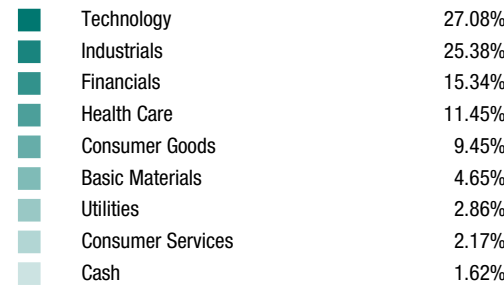 Technology 27.08%
Industrials 25.38%
Financials 15.34%
Health Care 11.45%
Consumer Goods 9.45%
Basic Materials 4.65%
Utilities 2.86%
Consumer Services 2.17%
Cash 1.62%